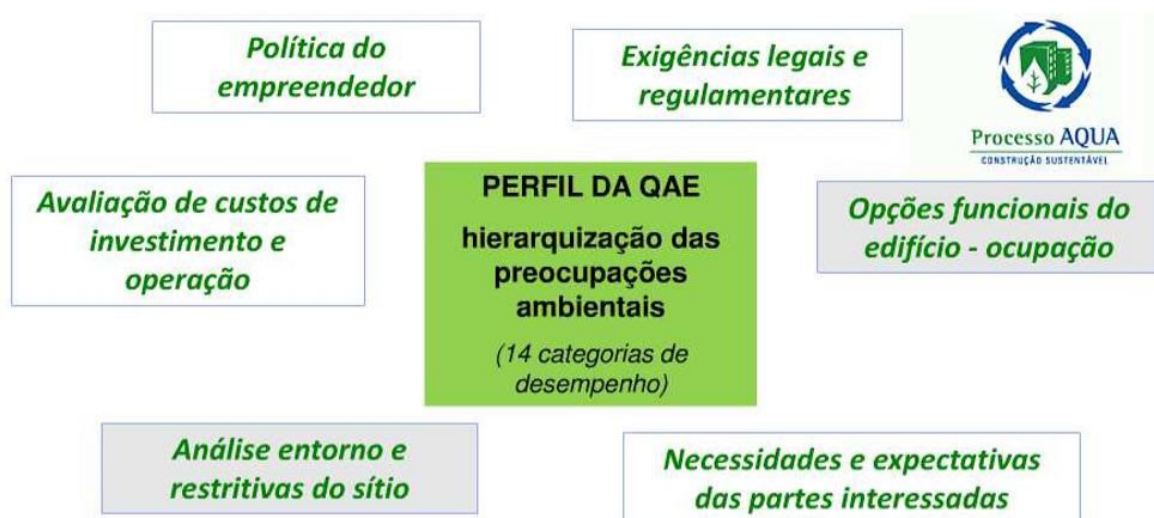 Política do
empreendedor
Exigências legais e
regulamentares
Processo AQUA
CONSTRUÇÃO SUSTENTÁVEL
Avaliação de custos de
investimento e
operação
PERFIL DA QAE
hierarquização das
preocupações
ambientais
(14 categorias de
desempenho)
Opções funcionais do
edifício - ocupação
Análise entorno e
restritivas do sítio
Necessidades e expectativas
das partes interessadas